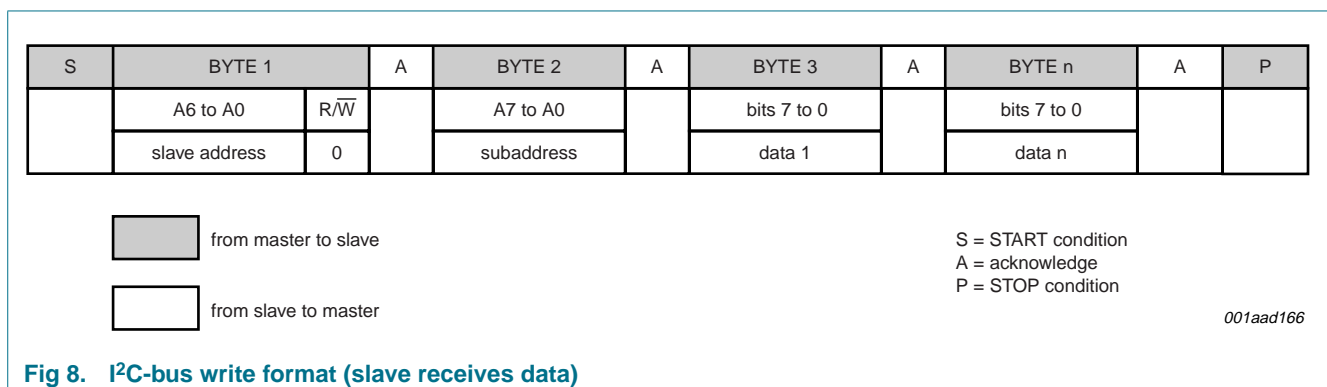 S BYTE 1 A BYTE 2 A BYTE 3 A BYTE n A P
A6 to A0 R/W̅ A7 to A0 bits 7 to 0 bits 7 to 0
slave address 0 subaddress data 1 data n
from master to slave
from slave to master
S = START condition
A = acknowledge
P = STOP condition
001aad166
Fig 8. I²C-bus write format (slave receives data)